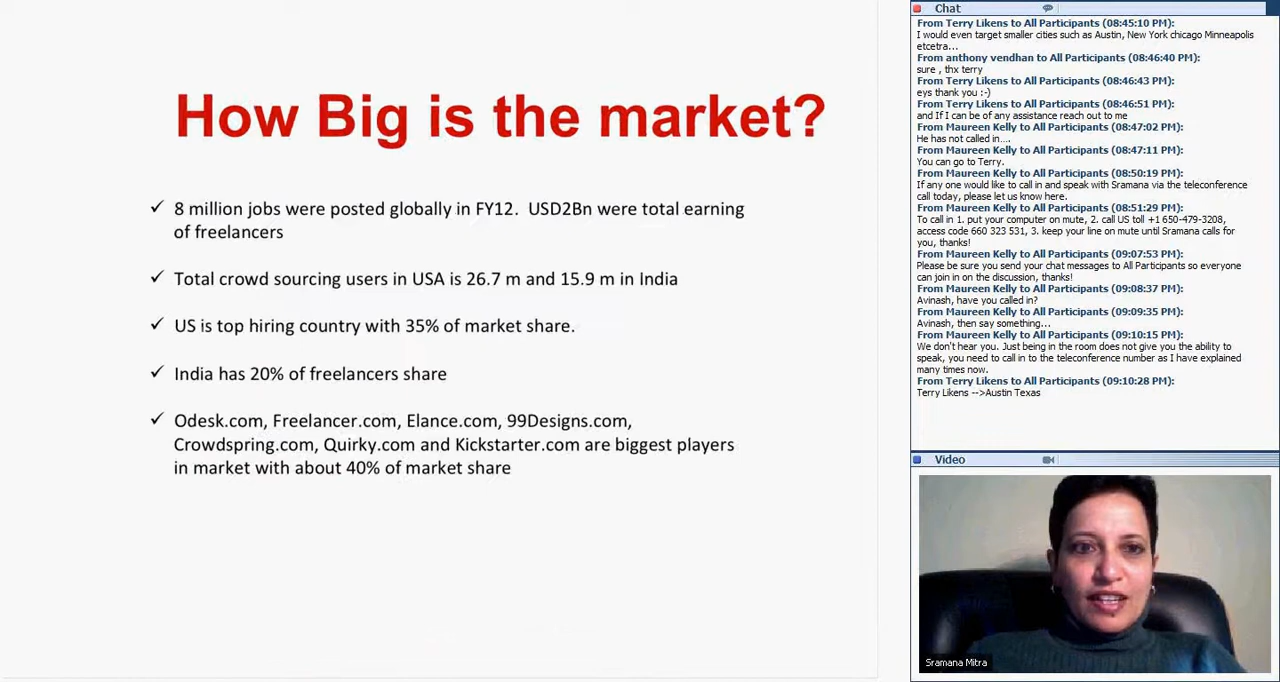 How Big is the market?
✓ 8 million jobs were posted globally in FY12. USD2Bn were total earning
of freelancers
✓ Total crowd sourcing users in USA is 26.7 m and 15.9 m in India
✓ US is top hiring country with 35% of market share.
✓ India has 20% of freelancers share
✓ Odesk.com, Freelancer.com, Elance.com, 99Designs.com,
Crowdspring.com, Quirky.com and Kickstarter.com are biggest players
in market with about 40% of market share
Chat
From Terry Likens to All Participants (08:45:10 PM):
I would even target smaller cities such as Austin, New York chicago Minneapolis
etcetra...
From anthony vendhan to All Participants (08:46:40 PM):
sure , thx terry
From Terry Likens to All Participants (08:46:43 PM):
eys thank you :-)
From Terry Likens to All Participants (08:46:51 PM):
and If I can be of any assistance reach out to me
From Maureen Kelly to All Participants (08:47:02 PM):
He has not called in....
From Maureen Kelly to All Participants (08:47:11 PM):
You can go to Terry.
From Maureen Kelly to All Participants (08:50:19 PM):
If any one would like to call in and speak with Sramana via the teleconference
call today, please let us know here.
From Maureen Kelly to All Participants (08:51:29 PM):
To call in 1. put your computer on mute, 2. call US toll +1 650-479-3208,
access code 660 323 531, 3. keep your line on mute until Sramana calls for
you, thanks!
From Maureen Kelly to All Participants (09:07:53 PM):
Please be sure you send your chat messages to All Participants so everyone
can join in on the discussion, thanks!
From Maureen Kelly to All Participants (09:08:37 PM):
Avinash, have you called in?
From Maureen Kelly to All Participants (09:09:35 PM):
Avinash, then say something...
From Maureen Kelly to All Participants (09:10:15 PM):
We don't hear you. Just being in the room does not give you the ability to
speak, you need to call in to the teleconference number as I have explained
many times now.
From Terry Likens to All Participants (09:10:28 PM):
Terry Likens -->Austin Texas
Video
Sramana Mitra